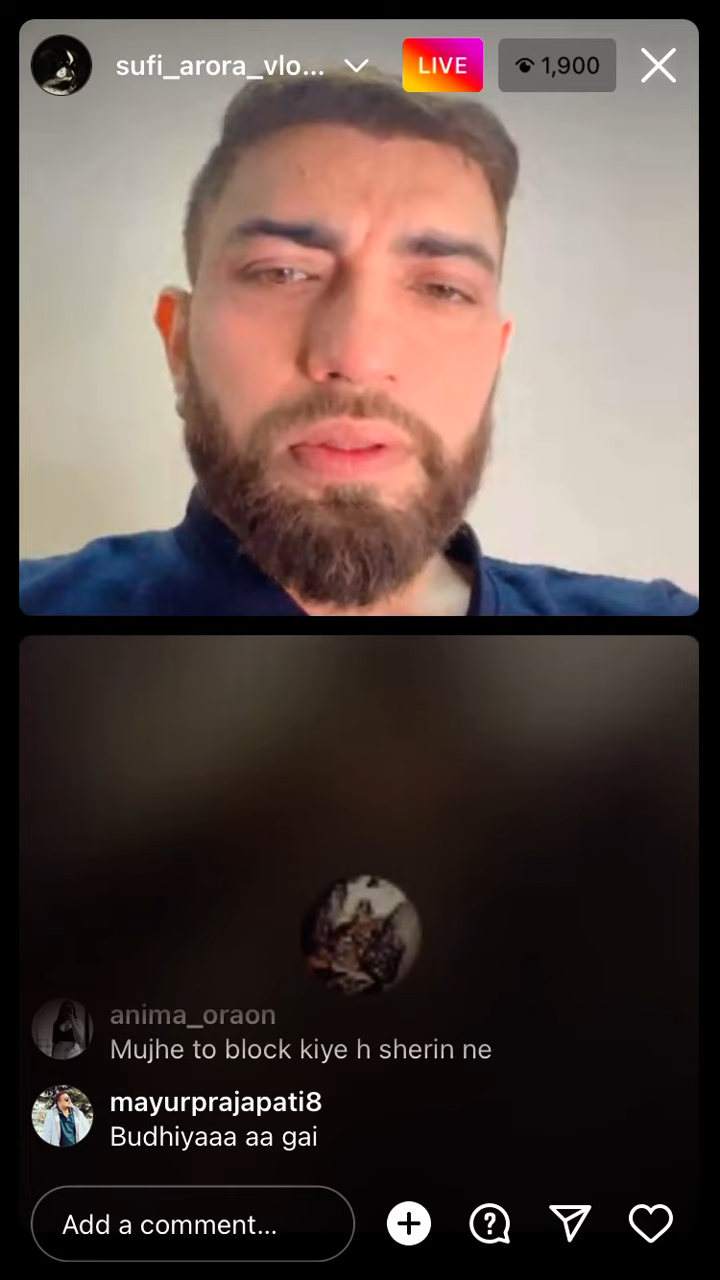 sufi_arora_vlo...
LIVE
1,900
anima_oraon
Mujhe to block kiye h sherin ne
mayurprajapati8
Budhiyaaa aa gai
Add a comment...